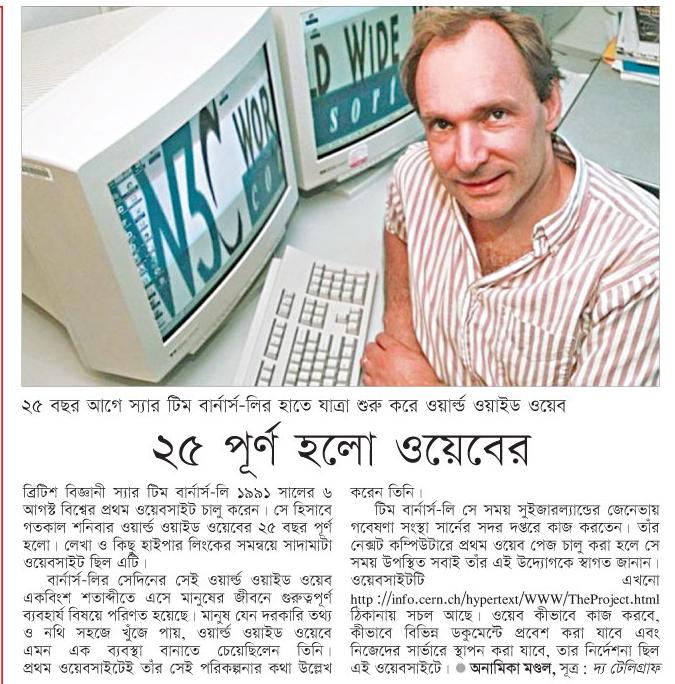 W3C WOR
CO
LD WIDE W
sort
২৫ বছর আগে স্যার টিম বার্নার্স-লির হাতে যাত্রা শুরু করে ওয়ার্ল্ড ওয়াইড ওয়েব
২৫ পূর্ণ হলো ওয়েবের
ব্রিটিশ বিজ্ঞানী স্যার টিম বার্নার্স-লি ১৯৯১ সালের ৬
আগস্ট বিশ্বের প্রথম ওয়েবসাইট চালু করেন। সে হিসাবে
গতকাল শনিবার ওয়ার্ল্ড ওয়াইড ওয়েবের ২৫ বছর পূর্ণ
হলো। লেখা ও কিছু হাইপার লিংকের সমন্বয়ে সাদামাটা
ওয়েবসাইট ছিল এটি।
বার্নার্স-লির সেদিনের সেই ওয়ার্ল্ড ওয়াইড ওয়েব
একবিংশ শতাব্দীতে এসে মানুষের জীবনে গুরুত্বপূর্ণ
ব্যবহার্য বিষয়ে পরিণত হয়েছে। মানুষ যেন দরকারি তথ্য
ও নথি সহজে খুঁজে পায়, ওয়ার্ল্ড ওয়াইড ওয়েবে
এমন এক ব্যবস্থা বানাতে চেয়েছিলেন তিনি।
প্রথম ওয়েবসাইটেই তাঁর সেই পরিকল্পনার কথা উল্লেখ
করেন তিনি।
টিম বার্নার্স-লি সে সময় সুইজারল্যান্ডের জেনেভায়
গবেষণা সংস্থা সার্নের সদর দপ্তরে কাজ করতেন। তাঁর
নেক্সট কম্পিউটারে প্রথম ওয়েব পেজ চালু করা হলে সে
সময় উপস্থিত সবাই তাঁর এই উদ্যোগকে স্বাগত জানান।
ওয়েবসাইটটি এখনো
http://info.cern.ch/hypertext/WWW/TheProject.html
ঠিকানায় সচল আছে। ওয়েব কীভাবে কাজ করবে,
কীভাবে বিভিন্ন ডকুমেন্টে প্রবেশ করা যাবে এবং
নিজেদের সার্ভারে স্থাপন করা যাবে, তার নির্দেশনা ছিল
এই ওয়েবসাইটে। ● অনামিকা মণ্ডল, সূত্র : দ্য টেলিগ্রাফ